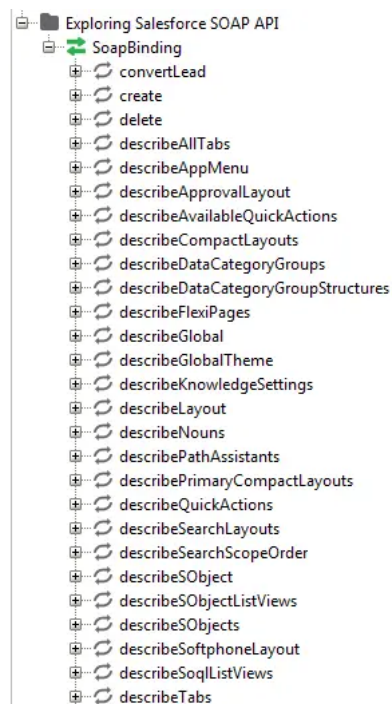 Exploring Salesforce SOAP API
SoapBinding
convertLead
create
delete
describeAllTabs
describeAppMenu
describeApprovalLayout
describeAvailableQuickActions
describeCompactLayouts
describeDataCategoryGroups
describeDataCategoryGroupStructures
describeFlexiPages
describeGlobal
describeGlobalTheme
describeKnowledgeSettings
describeLayout
describeNouns
describePathAssistants
describePrimaryCompactLayouts
describeQuickActions
describeSearchLayouts
describeSearchScopeOrder
describeSObject
describeSObjectListViews
describeSObjects
describeSoftphoneLayout
describeSoqlListViews
describeTabs